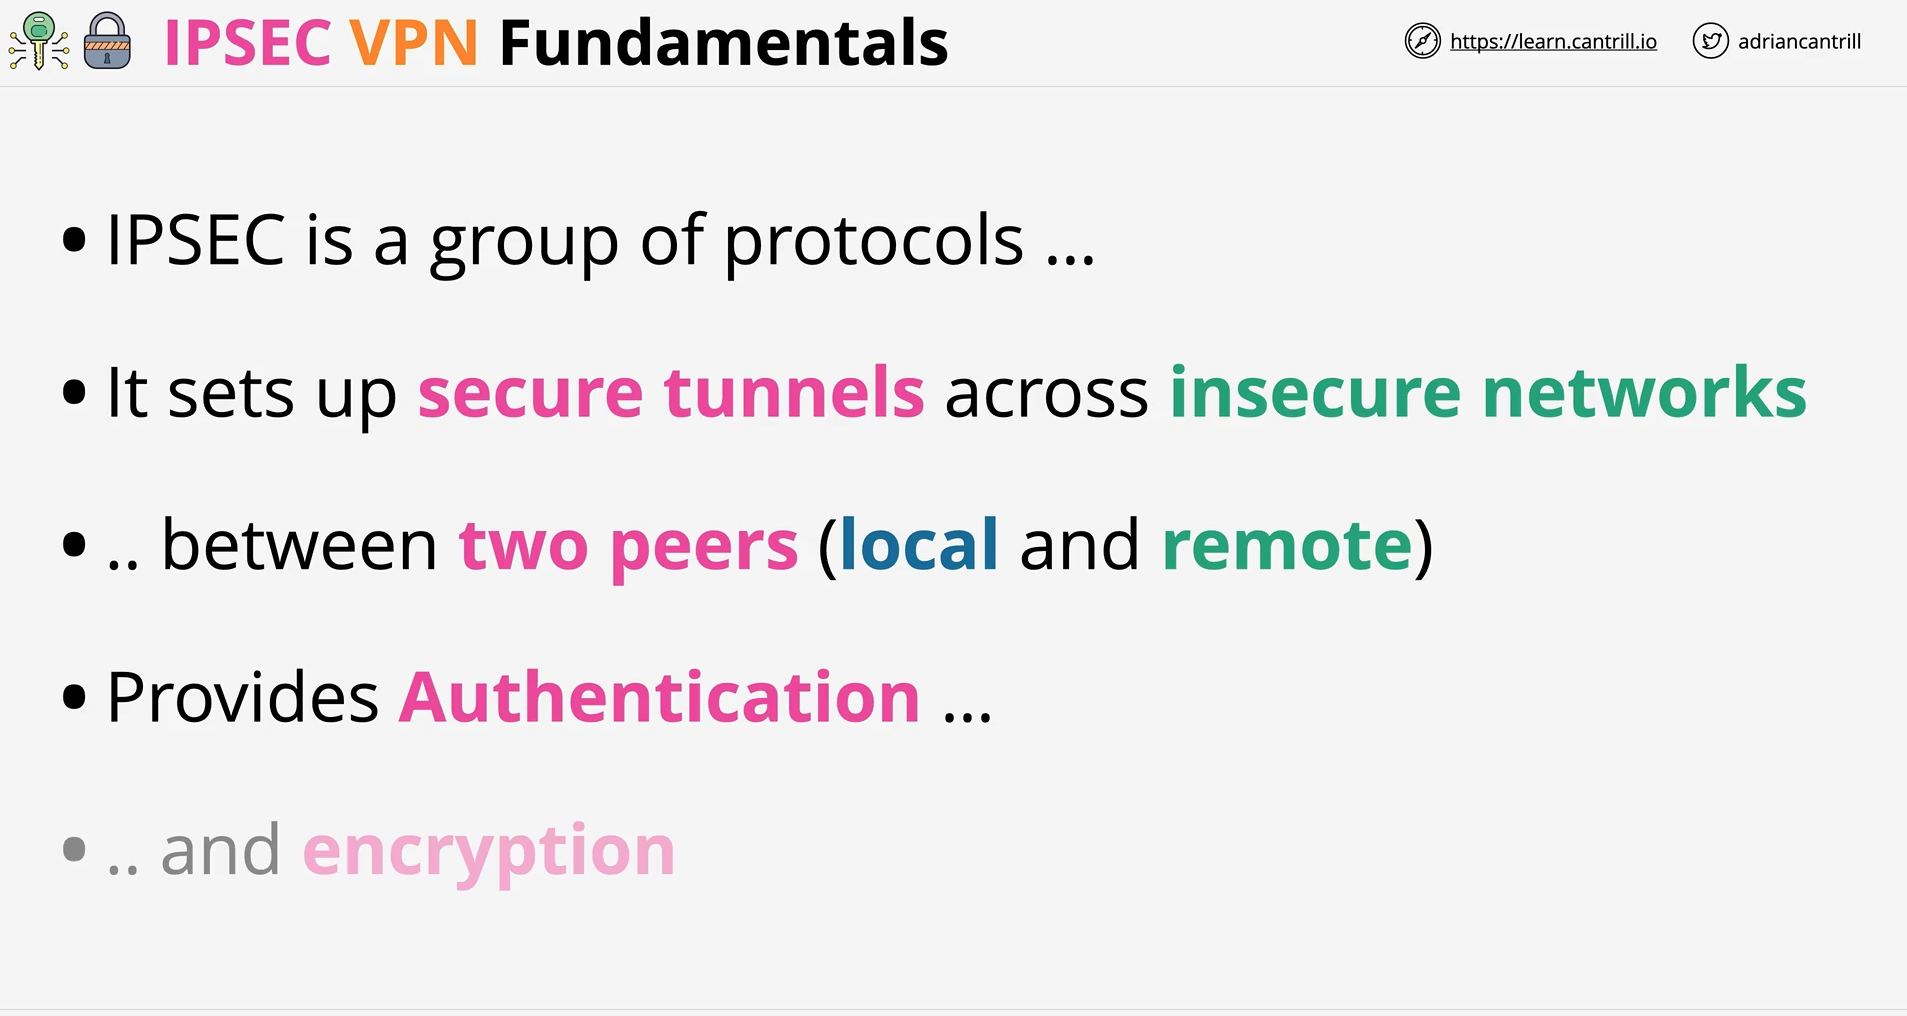 IPSEC VPN Fundamentals
https://learn.cantrill.io
adriancantrill
• IPSEC is a group of protocols ...
• It sets up secure tunnels across insecure networks
• .. between two peers (local and remote)
• Provides Authentication ...
• .. and encryption